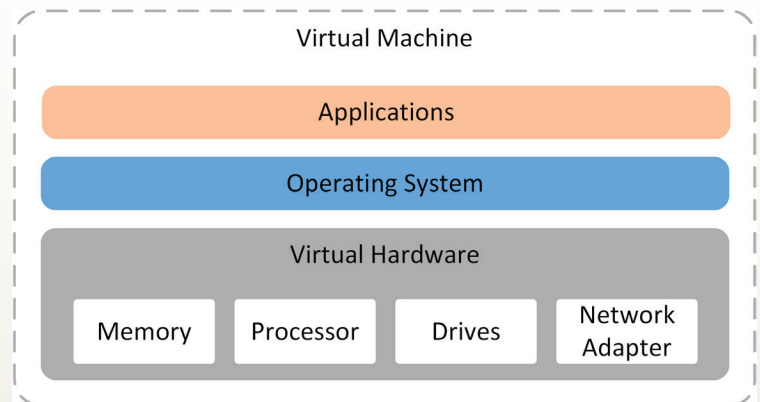 Virtual Machine
Applications
Operating System
Virtual Hardware
Memory
Processor
Drives
Network
Adapter